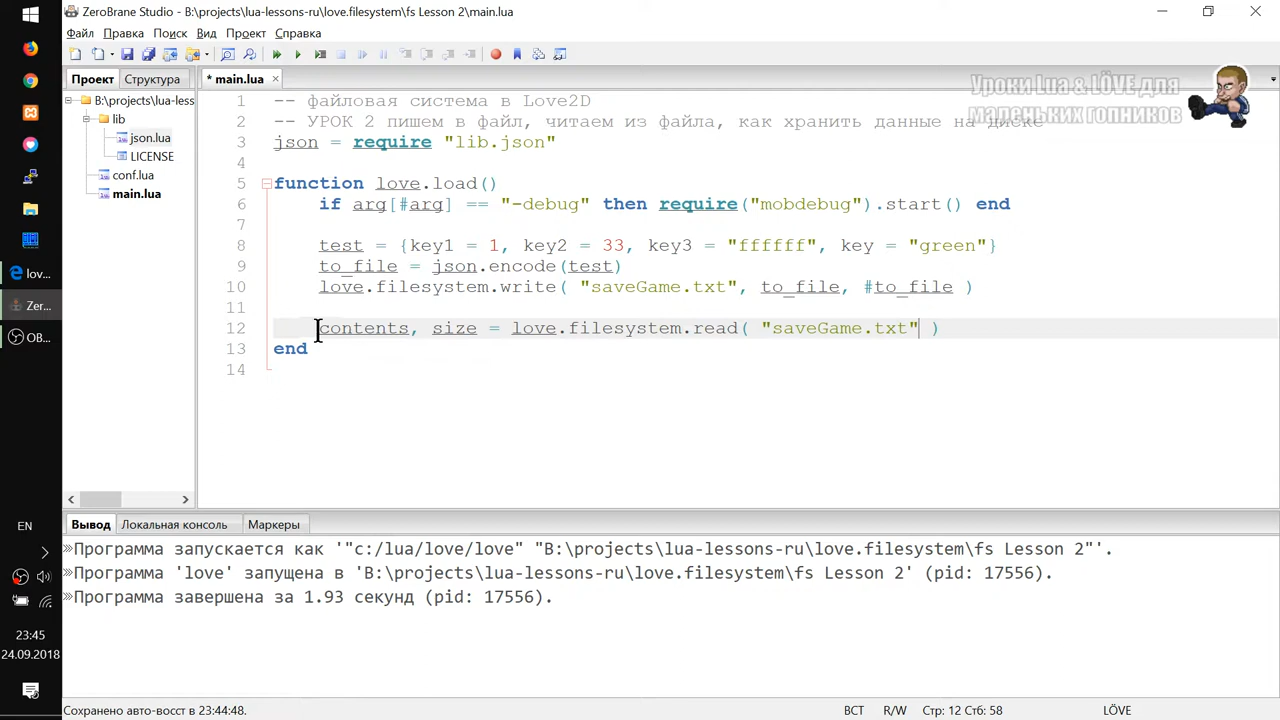 ZeroBrane Studio - B:\projects\lua-lessons-ru\love.filesystem\fs Lesson 2\main.lua
Файл Правка Поиск Вид Проект Справка
Проект Структура
* main.lua
B:\projects\lua-less
lib
json.lua
LICENSE
conf.lua
main.lua
Уроки Lua & LÖVE для
маленьких гопников
1 -- файловая система в Love2D
2 -- УРОК 2 пишем в файл, читаем из файла, как хранить данные на диске
3 json = require "lib.json"
4
5 function love.load()
6 if arg[#arg] == "-debug" then require("mobdebug").start() end
7
8 test = {key1 = 1, key2 = 33, key3 = "ffffff", key = "green"}
9 to_file = json.encode(test)
10 love.filesystem.write( "saveGame.txt", to_file, #to_file )
11
12 contents, size = love.filesystem.read( "saveGame.txt" )
13 end
14
Вывод Локальная консоль Маркеры
Программа запускается как '"c:/lua/love/love" "B:\projects\lua-lessons-ru\love.filesystem\fs Lesson 2"'.
Программа 'love' запущена в 'B:\projects\lua-lessons-ru\love.filesystem\fs Lesson 2' (pid: 17556).
Программа завершена за 1.93 секунд (pid: 17556).
Сохранено авто-восст в 23:44:48.
ВСТ R/W Стр: 12 Стб: 58 LÖVE
lov...
Zer...
OB...
EN
23:45
24.09.2018